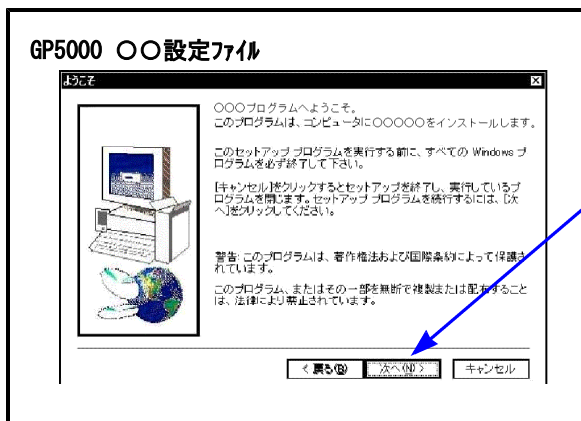 GP5000 ○○設定ファイル
ようこそ
○○○プログラムへようこそ。
このプログラムは、コンピュータに○○○○○をインストールします。
このセットアップ プログラムを実行する前に、すべての Windows プ
ログラムを必ず終了して下さい。
[キャンセル]をクリックするとセットアップを終了し、実行しているプ
ログラムを閉じます。セットアップ プログラムを続行するには、[次
へ]をクリックしてください。
警告: このプログラムは、著作権法および国際条約によって保護さ
れています。
このプログラム、またはその一部を無断で複製または配布すること
は、法律により禁止されています。
< 戻る(B) 次へ(N) > キャンセル